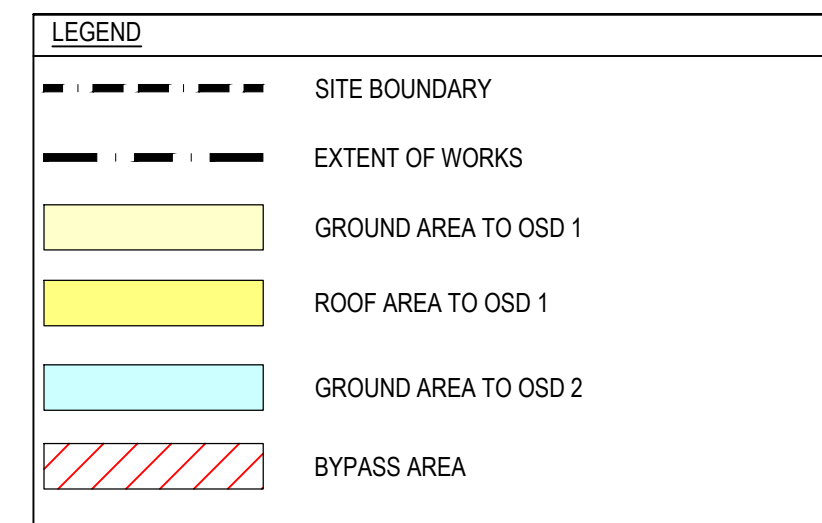 LEGEND
SITE BOUNDARY
EXTENT OF WORKS
GROUND AREA TO OSD 1
ROOF AREA TO OSD 1
GROUND AREA TO OSD 2
BYPASS AREA